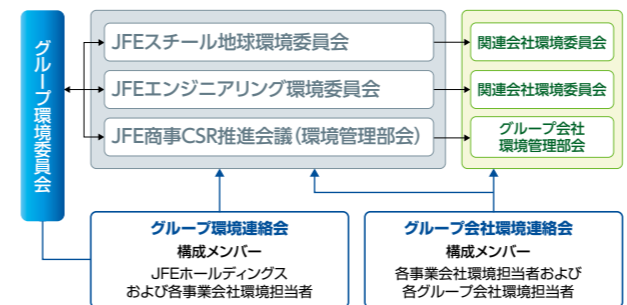 グループ環境委員会
JFEスチール地球環境委員会
関連会社環境委員会
JFEエンジニアリング環境委員会
関連会社環境委員会
JFE商事CSR推進会議(環境管理部会)
グループ会社
環境管理部会
グループ環境連絡会
構成メンバー
JFEホールディングス
および各事業会社環境担当者
グループ会社環境連絡会
構成メンバー
各事業会社環境担当者および
各グループ会社環境担当者